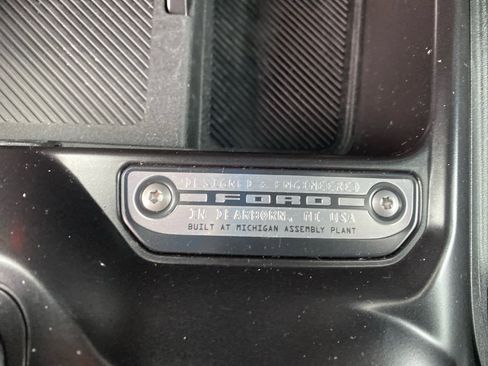 DESIGNED & ENGINEERED
FORD
IN DEARBORN, MI USA
BUILT AT MICHIGAN ASSEMBLY PLANT